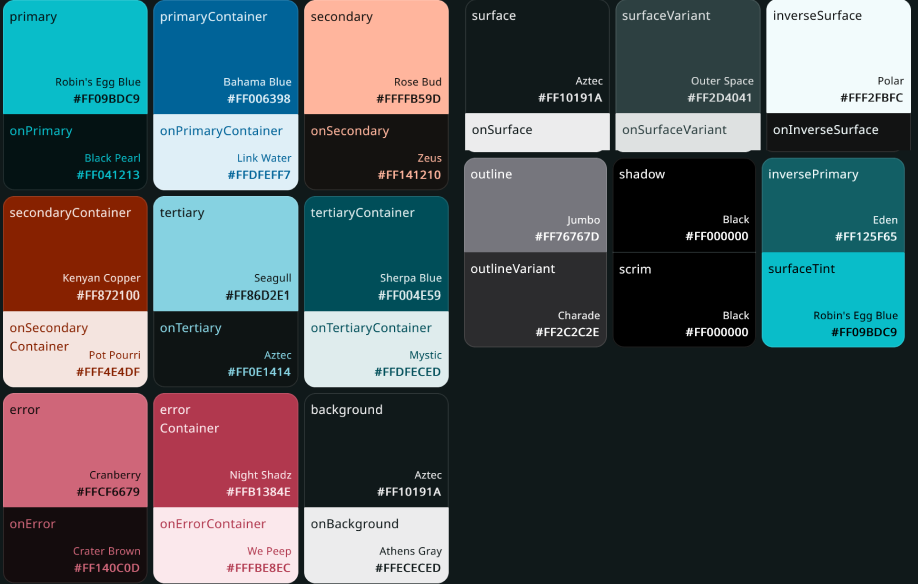 primary
Robin's Egg Blue
#FF09BDC9
onPrimary
Black Pearl
#FF041213
primaryContainer
Bahama Blue
#FF006398
onPrimaryContainer
Link Water
#FFDFEFF7
secondary
Rose Bud
#FFFFB59D
onSecondary
Zeus
#FF141210
surface
Aztec
#FF10191A
onSurface
surfaceVariant
Outer Space
#FF2D4041
onSurfaceVariant
inverseSurface
Polar
#FFF2FBFC
onInverseSurface
secondaryContainer
Kenyan Copper
#FF872100
onSecondary
Container
Pot Pourri
#FFF4E4DF
tertiary
Seagull
#FF86D2E1
onTertiary
Aztec
#FF0E1414
tertiaryContainer
Sherpa Blue
#FF004E59
onTertiaryContainer
Mystic
#FFDFECED
outline
Jumbo
#FF76767D
outlineVariant
Charade
#FF2C2C2E
shadow
Black
#FF000000
scrim
Black
#FF000000
inversePrimary
Eden
#FF125F65
surfaceTint
Robin's Egg Blue
#FF09BDC9
error
Cranberry
#FFCF6679
onError
Crater Brown
#FF140C0D
error
Container
Night Shadz
#FFB1384E
onErrorContainer
We Peep
#FFFBE8EC
background
Aztec
#FF10191A
onBackground
Athens Gray
#FFECECED